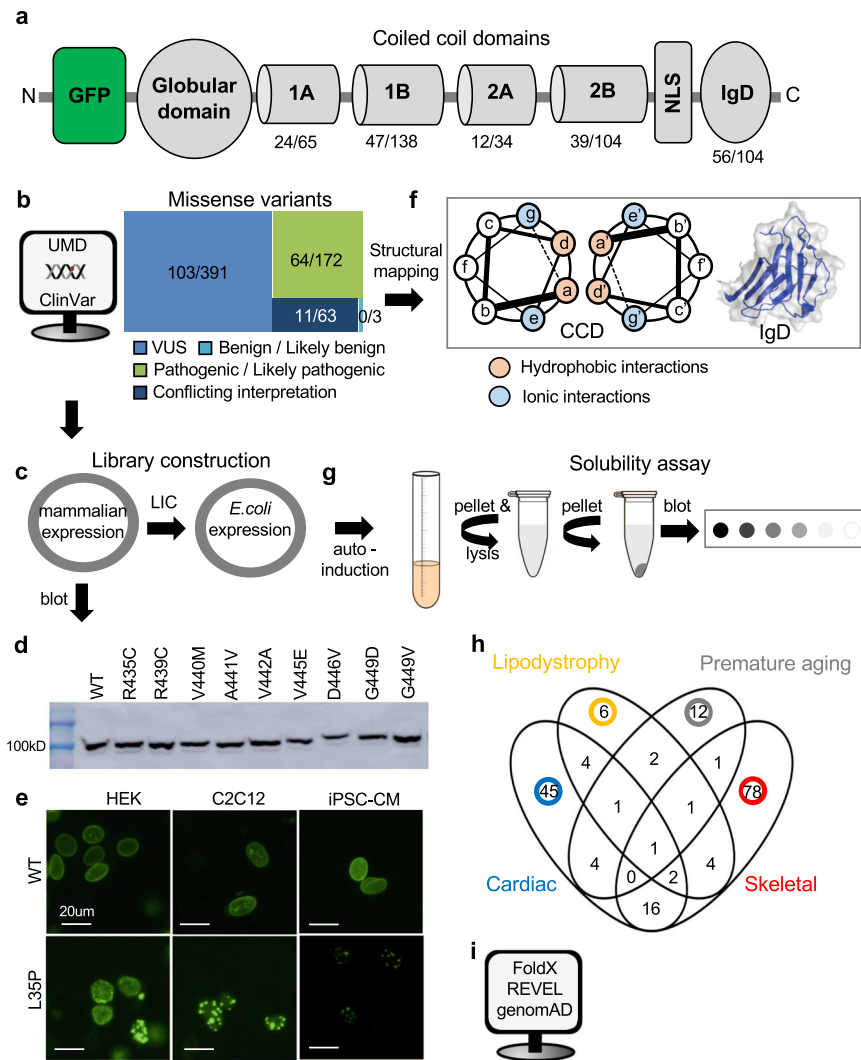 a
Coiled coil domains
N
GFP
Globular
domain
1A
1B
2A
2B
NLS
IgD
C
24/65
47/138
12/34
39/104
56/104
b
Missense variants
UMD
ClinVar
103/391
64/172
11/63
0/3
VUS
Benign / Likely benign
Pathogenic / Likely pathogenic
Conflicting interpretation
Structural
mapping
f
c
g
d
f
b
a
e
e'
a'
b'
f'
d'
c'
g'
CCD
IgD
Hydrophobic interactions
Ionic interactions
c
Library construction
mammalian
expression
LIC
E.coli
expression
blot
g
Solubility assay
auto -
induction
pellet &
lysis
pellet
blot
d
WT
R435C
R439C
V440M
A441V
V442A
V445E
D446V
G449D
G449V
100kD
e
HEK
C2C12
iPSC-CM
WT
20um
L35P
h
Lipodystrophy
Premature aging
6
12
4
2
1
45
1
1
78
4
1
4
0
2
16
Cardiac
Skeletal
i
FoldX
REVEL
genomAD